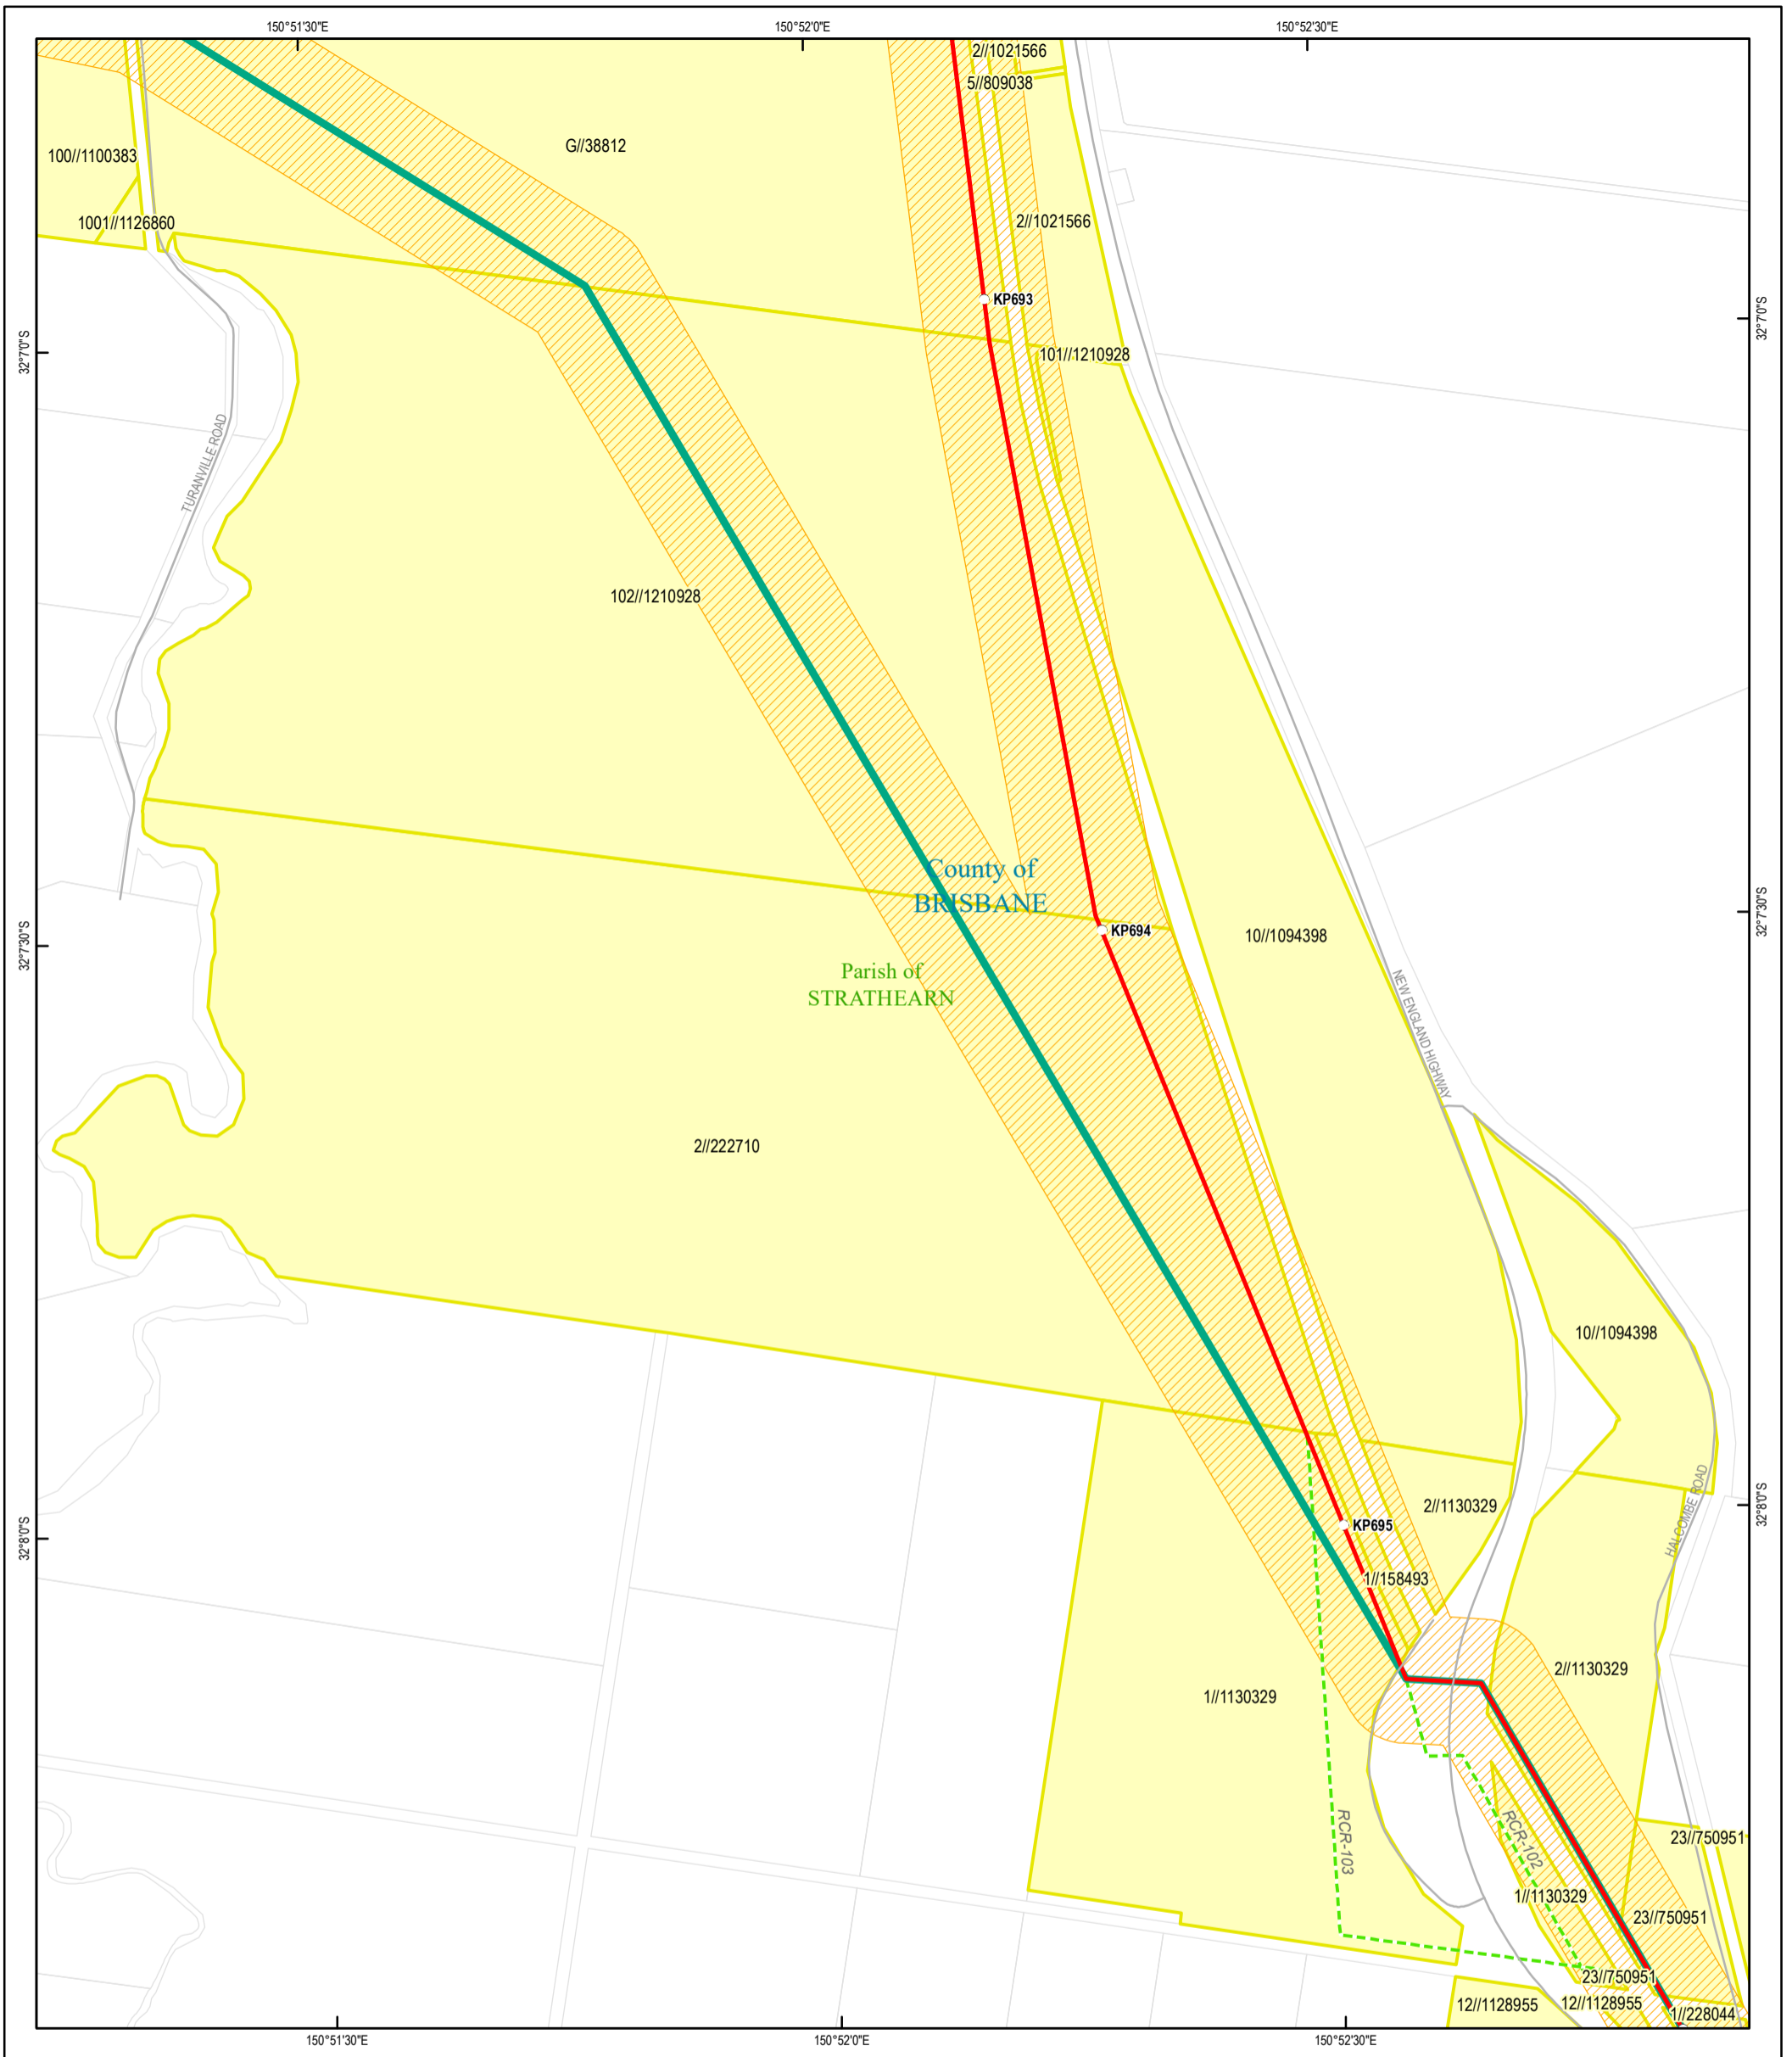 150°51'30"E
150°52'0"E
150°52'30"E
2//1021566
5//809038
G//38812
100//1100383
1001//1126860
2//1021566
KP693
32°7'0"S
32°7'0"S
101//1210928
TURANVILLE ROAD
102//1210928
County of
BRISBANE
KP694
10//1094398
32°7'30"S
32°7'30"S
Parish of
STRATHEARN
NEW ENGLAND HIGHWAY
2//222710
10//1094398
2//1130329
KP695
32°8'0"S
32°8'0"S
HALCOMBE ROAD
1//158493
2//1130329
1//1130329
RCR-103
RCR-102
23//750951
1//1130329
23//750951
23//750951
12//1128955
12//1128955
1//228044
150°51'30"E
150°52'0"E
150°52'30"E